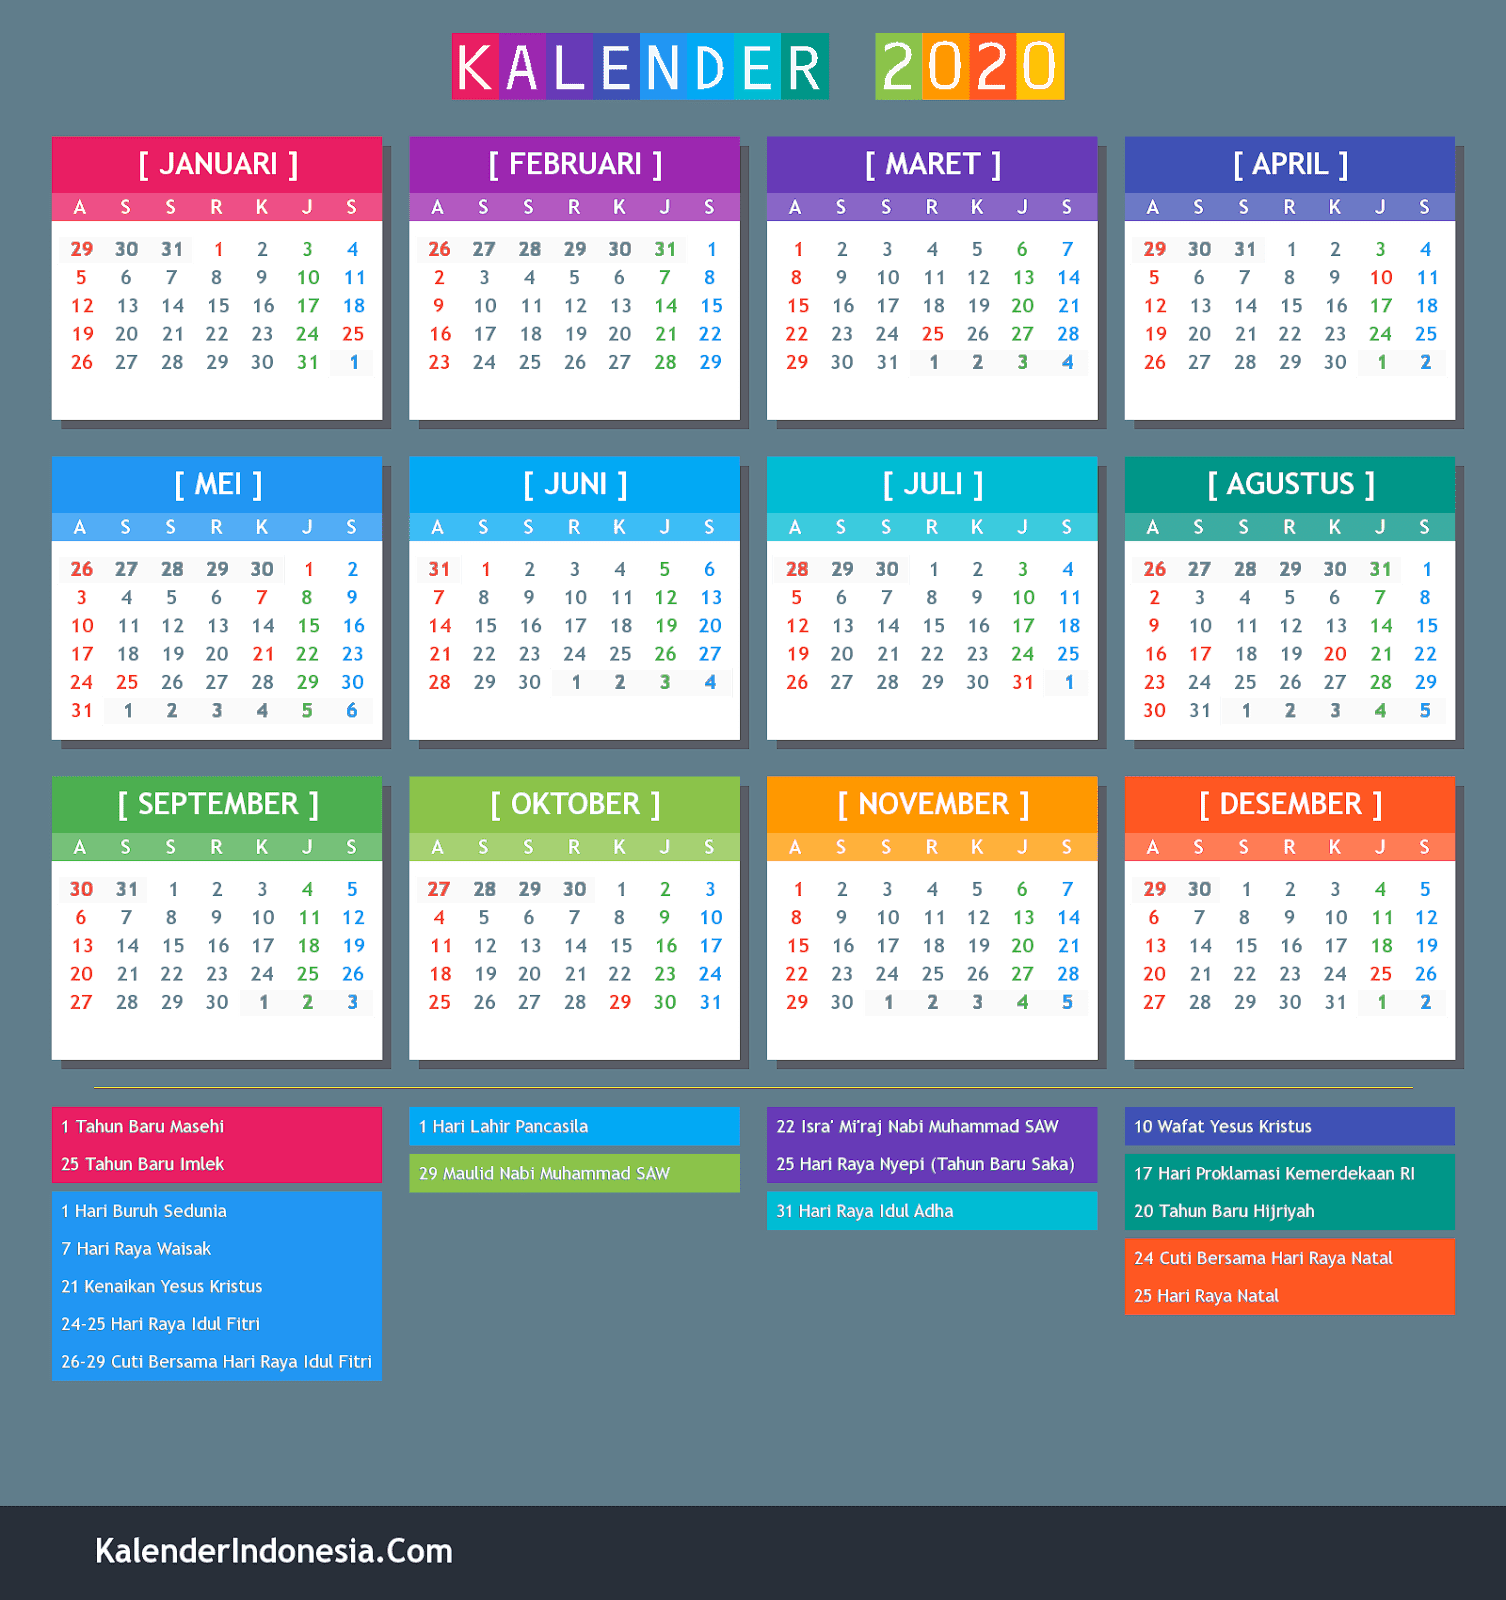 KALENDER 2020
[ JANUARI ]
A S S R K J S
29 30 31 1 2 3 4
5 6 7 8 9 10 11
12 13 14 15 16 17 18
19 20 21 22 23 24 25
26 27 28 29 30 31 1
[ FEBRUARI ]
A S S R K J S
26 27 28 29 30 31 1
2 3 4 5 6 7 8
9 10 11 12 13 14 15
16 17 18 19 20 21 22
23 24 25 26 27 28 29
[ MARET ]
A S S R K J S
1 2 3 4 5 6 7
8 9 10 11 12 13 14
15 16 17 18 19 20 21
22 23 24 25 26 27 28
29 30 31 1 2 3 4
[ APRIL ]
A S S R K J S
29 30 31 1 2 3 4
5 6 7 8 9 10 11
12 13 14 15 16 17 18
19 20 21 22 23 24 25
26 27 28 29 30 1 2
[ MEI ]
A S S R K J S
26 27 28 29 30 1 2
3 4 5 6 7 8 9
10 11 12 13 14 15 16
17 18 19 20 21 22 23
24 25 26 27 28 29 30
31 1 2 3 4 5 6
[ JUNI ]
A S S R K J S
31 1 2 3 4 5 6
7 8 9 10 11 12 13
14 15 16 17 18 19 20
21 22 23 24 25 26 27
28 29 30 1 2 3 4
[ JULI ]
A S S R K J S
28 29 30 1 2 3 4
5 6 7 8 9 10 11
12 13 14 15 16 17 18
19 20 21 22 23 24 25
26 27 28 29 30 31 1
[ AGUSTUS ]
A S S R K J S
26 27 28 29 30 31 1
2 3 4 5 6 7 8
9 10 11 12 13 14 15
16 17 18 19 20 21 22
23 24 25 26 27 28 29
30 31 1 2 3 4 5
[ SEPTEMBER ]
A S S R K J S
30 31 1 2 3 4 5
6 7 8 9 10 11 12
13 14 15 16 17 18 19
20 21 22 23 24 25 26
27 28 29 30 1 2 3
[ OKTOBER ]
A S S R K J S
27 28 29 30 1 2 3
4 5 6 7 8 9 10
11 12 13 14 15 16 17
18 19 20 21 22 23 24
25 26 27 28 29 30 31
[ NOVEMBER ]
A S S R K J S
1 2 3 4 5 6 7
8 9 10 11 12 13 14
15 16 17 18 19 20 21
22 23 24 25 26 27 28
29 30 1 2 3 4 5
[ DESEMBER ]
A S S R K J S
29 30 1 2 3 4 5
6 7 8 9 10 11 12
13 14 15 16 17 18 19
20 21 22 23 24 25 26
27 28 29 30 31 1 2
1 Tahun Baru Masehi
25 Tahun Baru Imlek
1 Hari Buruh Sedunia
7 Hari Raya Waisak
21 Kenaikan Yesus Kristus
24-25 Hari Raya Idul Fitri
26-29 Cuti Bersama Hari Raya Idul Fitri
1 Hari Lahir Pancasila
29 Maulid Nabi Muhammad SAW
22 Isra' Mi'raj Nabi Muhammad SAW
25 Hari Raya Nyepi (Tahun Baru Saka)
31 Hari Raya Idul Adha
10 Wafat Yesus Kristus
17 Hari Proklamasi Kemerdekaan RI
20 Tahun Baru Hijriyah
24 Cuti Bersama Hari Raya Natal
25 Hari Raya Natal
KalenderIndonesia.Com